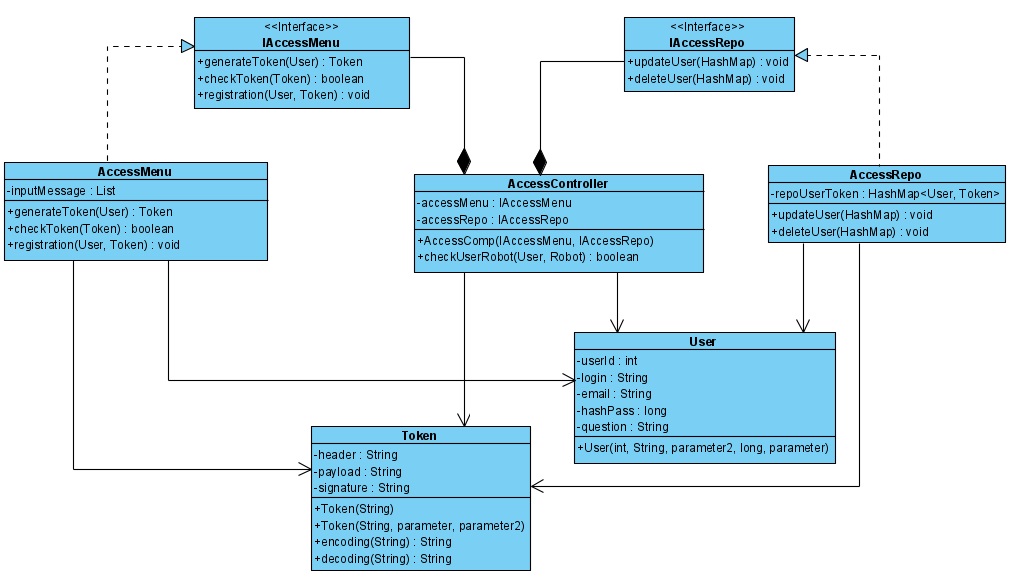 <<Interface>>
IAccessMenu
+generateToken(User) : Token
+checkToken(Token) : boolean
+registration(User, Token) : void
<<Interface>>
IAccessRepo
+updateUser(HashMap) : void
+deleteUser(HashMap) : void
AccessMenu
-inputMessage : List
+generateToken(User) : Token
+checkToken(Token) : boolean
+registration(User, Token) : void
AccessController
-accessMenu : IAccessMenu
-accessRepo : IAccessRepo
+AccessComp(IAccessMenu, IAccessRepo)
+checkUserRobot(User, Robot) : boolean
AccessRepo
-repoUserToken : HashMap<User, Token>
+updateUser(HashMap) : void
+deleteUser(HashMap) : void
User
-userId : int
-login : String
-email : String
-hashPass : long
-question : String
+User(int, String, parameter2, long, parameter)
Token
-header : String
-payload : String
-signature : String
+Token(String)
+Token(String, parameter, parameter2)
+encoding(String) : String
+decoding(String) : String